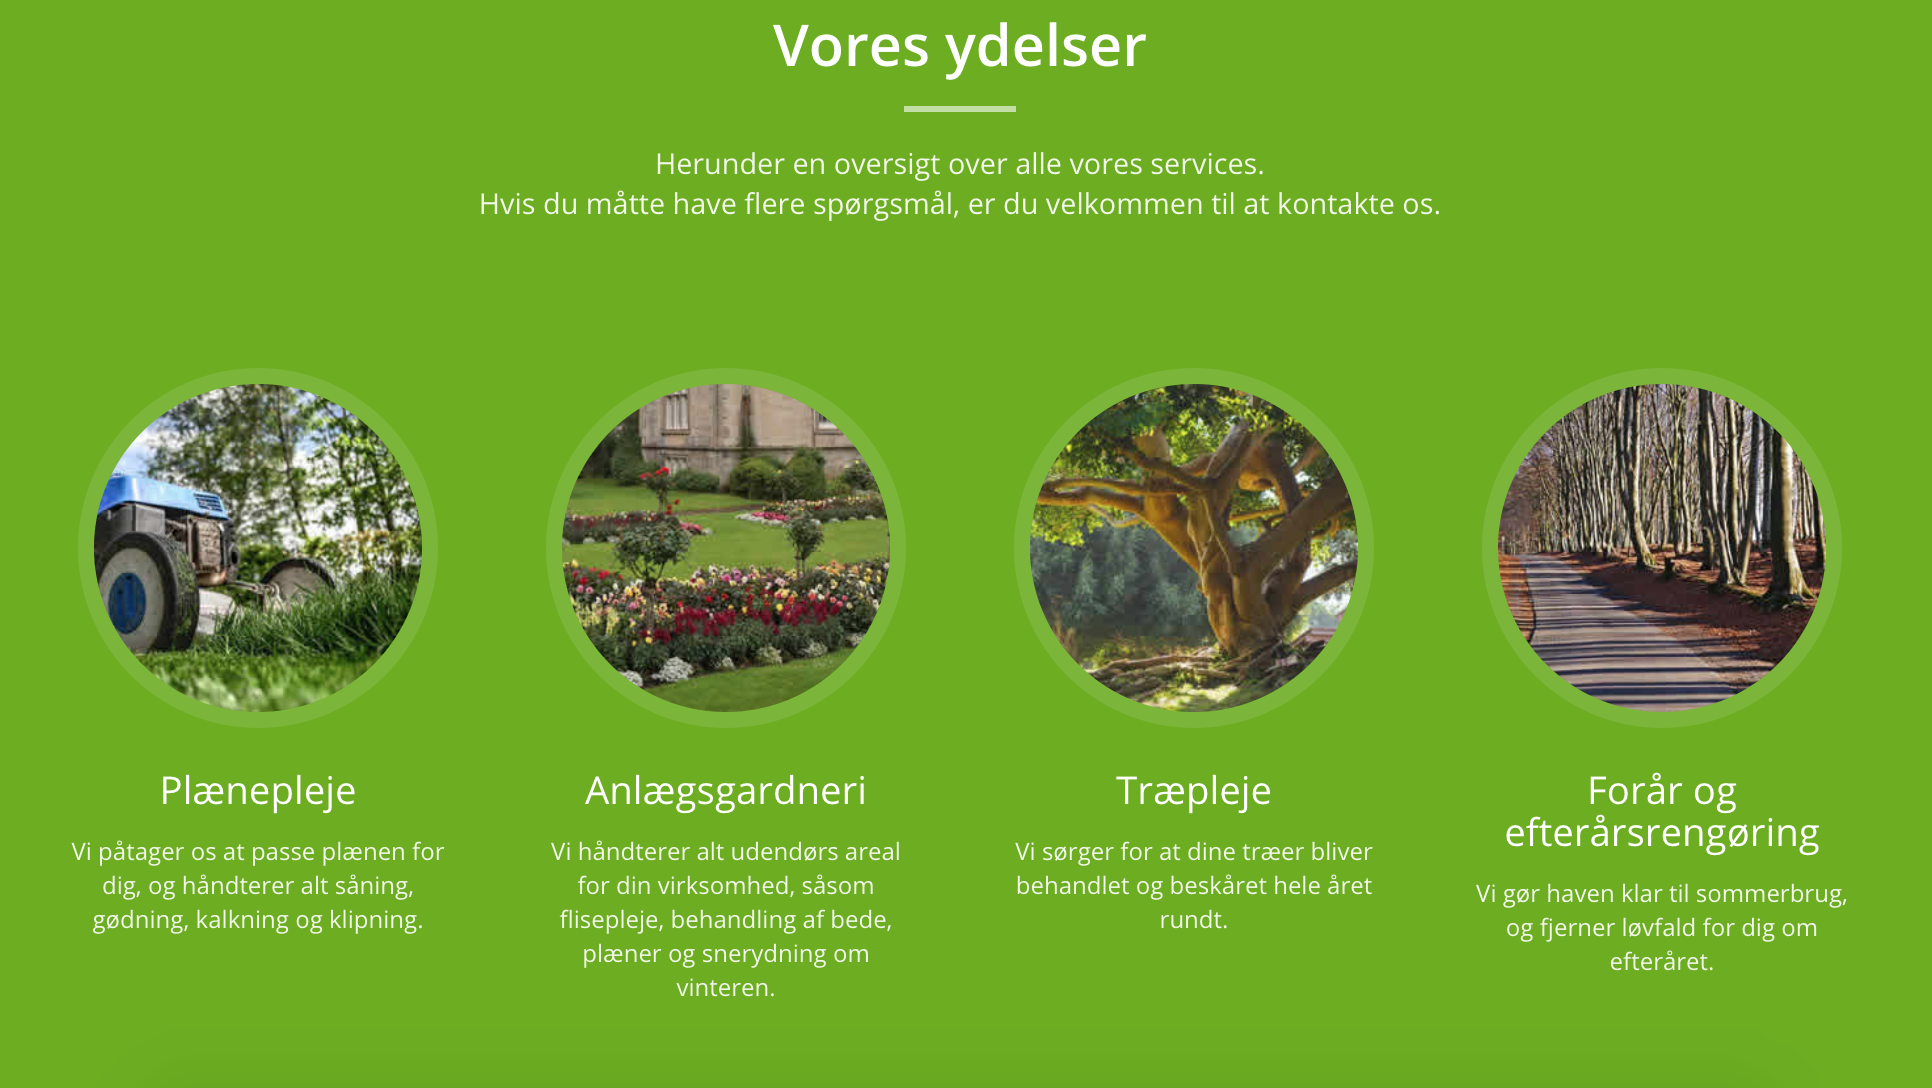 Vores ydelser
Herunder en oversigt over alle vores services.
Hvis du måtte have flere spørgsmål, er du velkommen til at kontakte os.
Plænepleje
Vi påtager os at passe plænen for
dig, og håndterer alt såning,
gødning, kalkning og klipning.
Anlægsgardneri
Vi håndterer alt udendørs areal
for din virksomhed, såsom
flisepleje, behandling af bede,
plæner og snerydning om
vinteren.
Træpleje
Vi sørger for at dine træer bliver
behandlet og beskåret hele året
rundt.
Forår og
efterårsrengøring
Vi gør haven klar til sommerbrug,
og fjerner løvfald for dig om
efteråret.